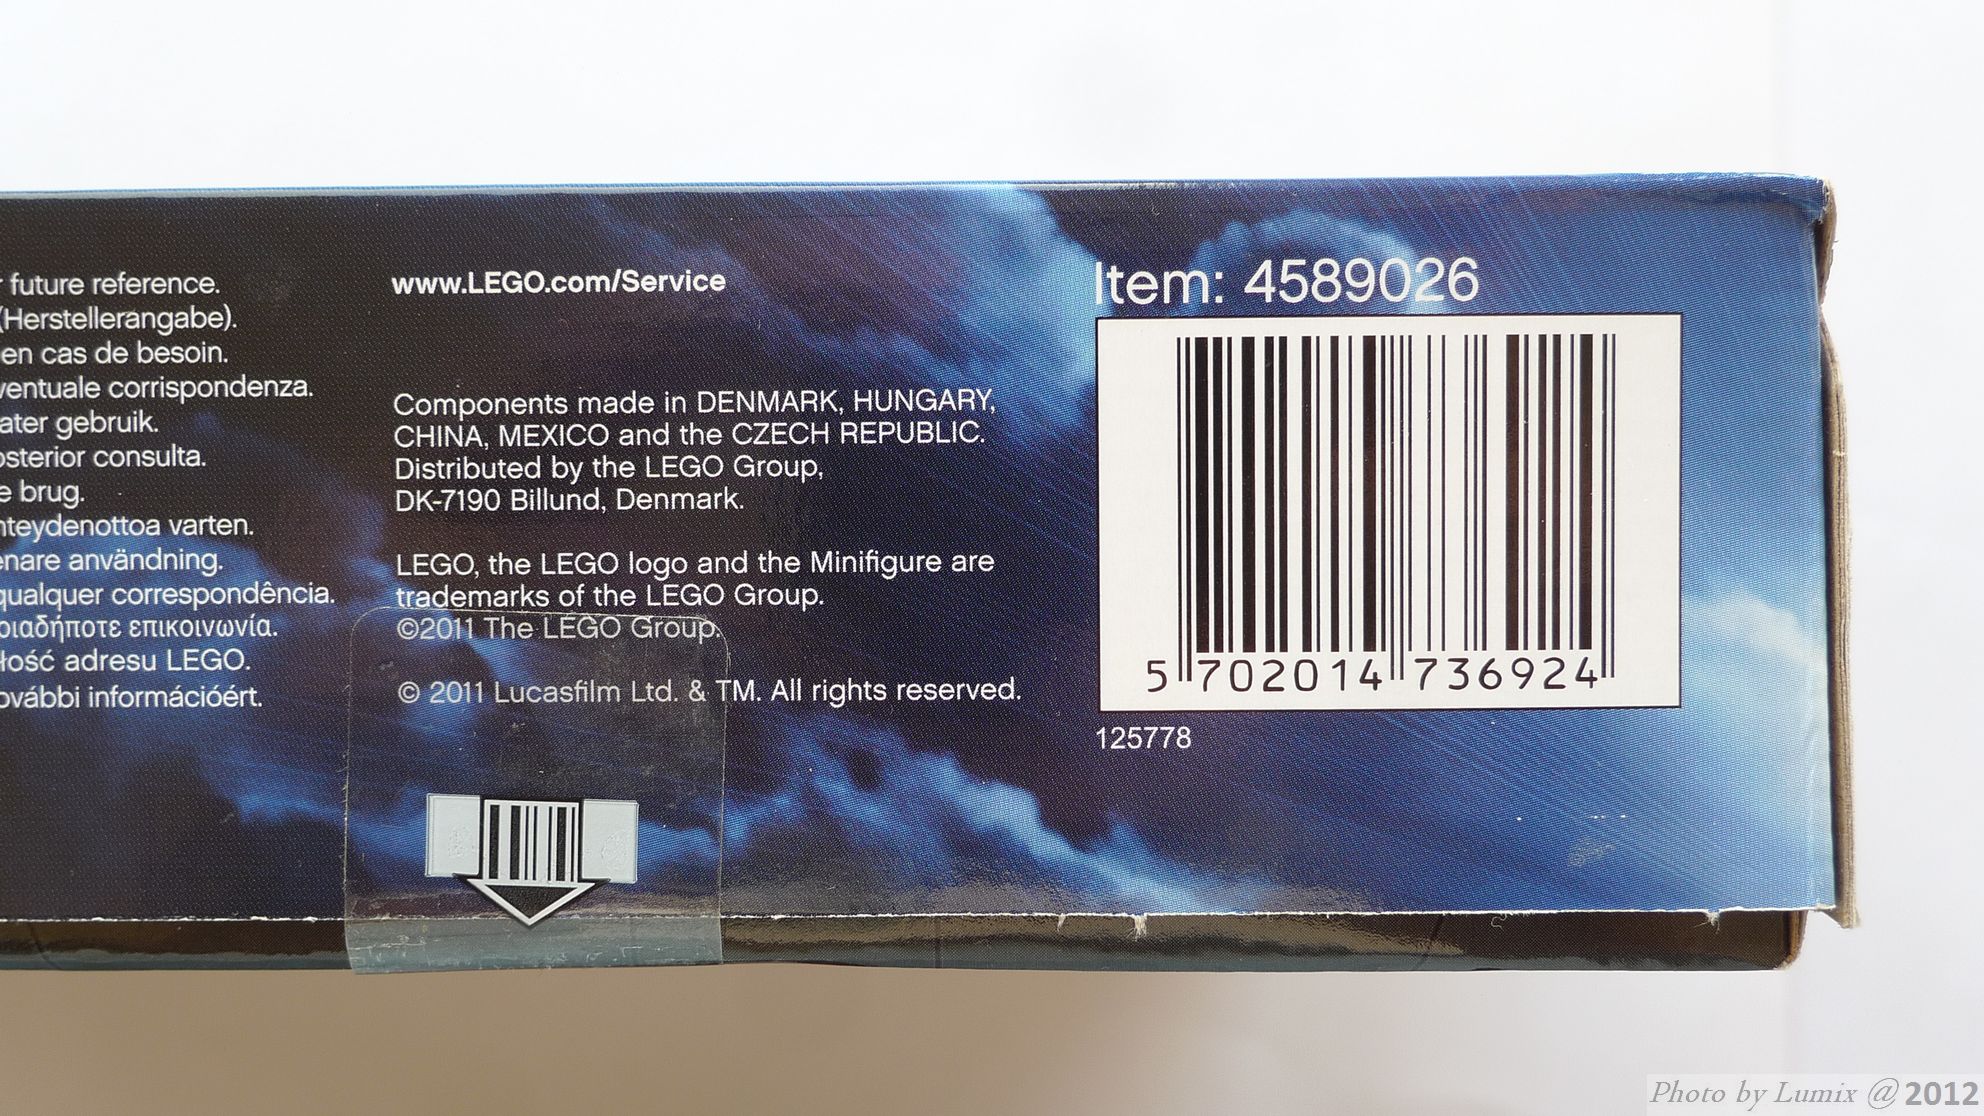 future reference.
(Herstellerangabe).
en cas de besoin.
ventuale corrispondenza.
ater gebruik.
osterior consulta.
e brug.
nteydenottoa varten.
enare användning.
qualquer correspondência.
οιαδήποτε επικοινωνία.
łość adresu LEGO.
ovábbi információért.
www.LEGO.com/Service
Components made in DENMARK, HUNGARY,
CHINA, MEXICO and the CZECH REPUBLIC.
Distributed by the LEGO Group,
DK-7190 Billund, Denmark.
LEGO, the LEGO logo and the Minifigure are
trademarks of the LEGO Group.
©2011 The LEGO Group.
© 2011 Lucasfilm Ltd. & TM. All rights reserved.
Item: 4589026
5 702014 736924
125778
Photo by Lumix @ 2012